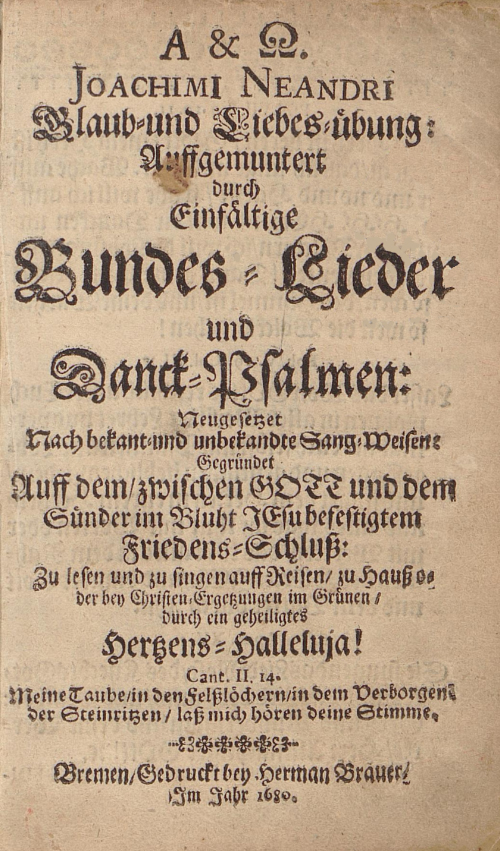 A & Ω.
JOACHIMI NEANDRI
Glaub-und Liebes-übung:
Auffgemuntert
durch
Einfältige
Bundes-Lieder
und
Danck-Psalmen:
Neugesetzet
Nach bekant-und unbekandte Sang-Weisen:
Gegründet
Auff dem/zwischen GOTT und dem
Sünder im Bluht JEsu befestigtem
Friedens-Schluß:
Zu lesen und zu singen auff Reisen/ zu Hauß o-
der bey Christen-Ergetzungen im Grünen/
durch ein geheiligtes
Hertzens-Halleluja!
Cant. II, 14.
Meine Taube/in den Felßlöchern/in dem Verborgen
der Steinritzen/ laß mich hören deine Stimme.
Bremen/Gedruckt bey Herman Brauer/
Im Jahr 1680.